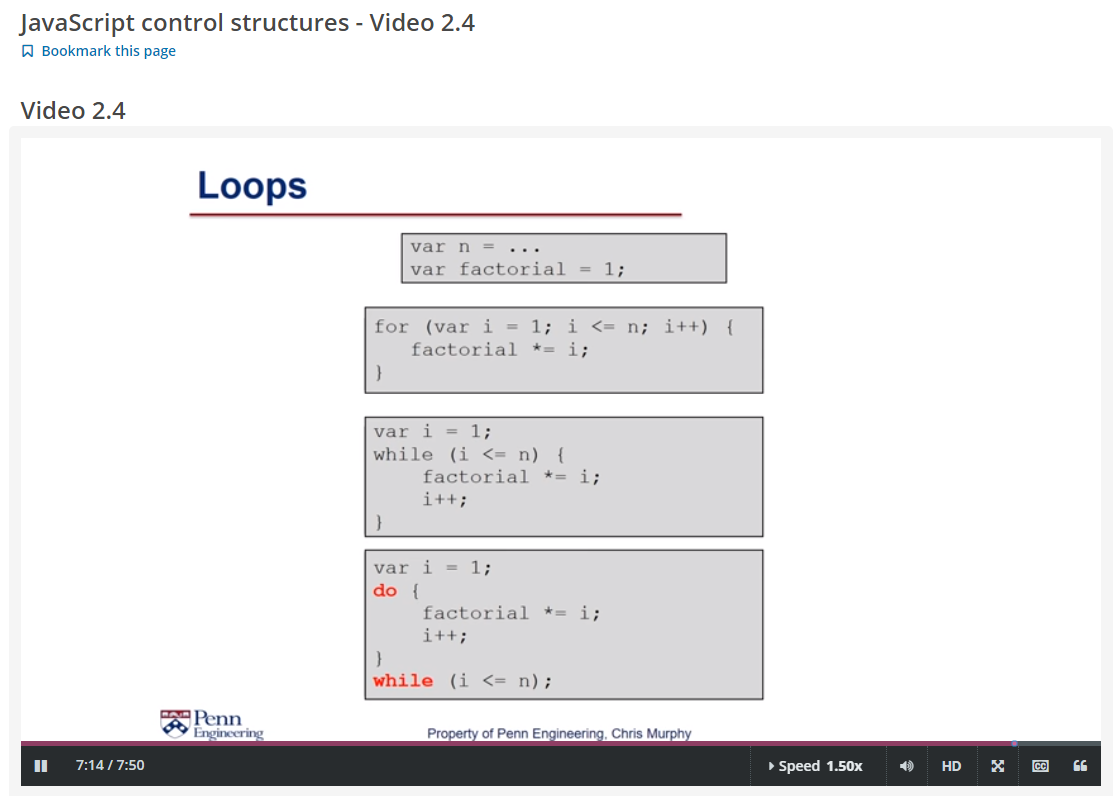 JavaScript control structures - Video 2.4
Bookmark this page
Video 2.4
Loops
var n = ...
var factorial = 1;
for (var i = 1; i <= n; i++) {
   factorial *= i;
}
var i = 1;
while (i <= n) {
    factorial *= i;
    i++;
}
var i = 1;
do {
    factorial *= i;
    i++;
}
while (i <= n);
Penn
Engineering
Property of Penn Engineering, Chris Murphy
7:14 / 7:50
Speed 1.50x
HD
CC